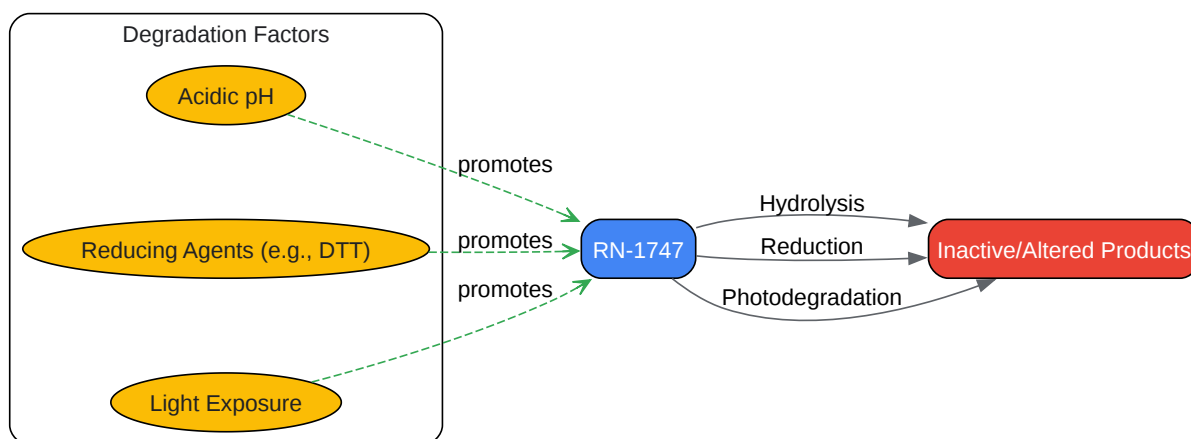 Degradation Factors
Acidic pH
promotes
Hydrolysis
Reducing Agents (e.g., DTT)
promotes
RN-1747
Reduction
Inactive/Altered Products
promotes
Photodegradation
Light Exposure